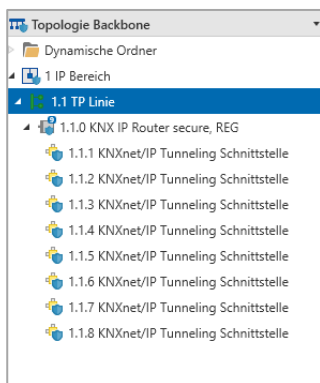 Topologie Backbone
Dynamische Ordner
1 IP Bereich
1.1 TP Linie
1.1.0 KNX IP Router secure, REG
1.1.1 KNXnet/IP Tunneling Schnittstelle
1.1.2 KNXnet/IP Tunneling Schnittstelle
1.1.3 KNXnet/IP Tunneling Schnittstelle
1.1.4 KNXnet/IP Tunneling Schnittstelle
1.1.5 KNXnet/IP Tunneling Schnittstelle
1.1.6 KNXnet/IP Tunneling Schnittstelle
1.1.7 KNXnet/IP Tunneling Schnittstelle
1.1.8 KNXnet/IP Tunneling Schnittstelle